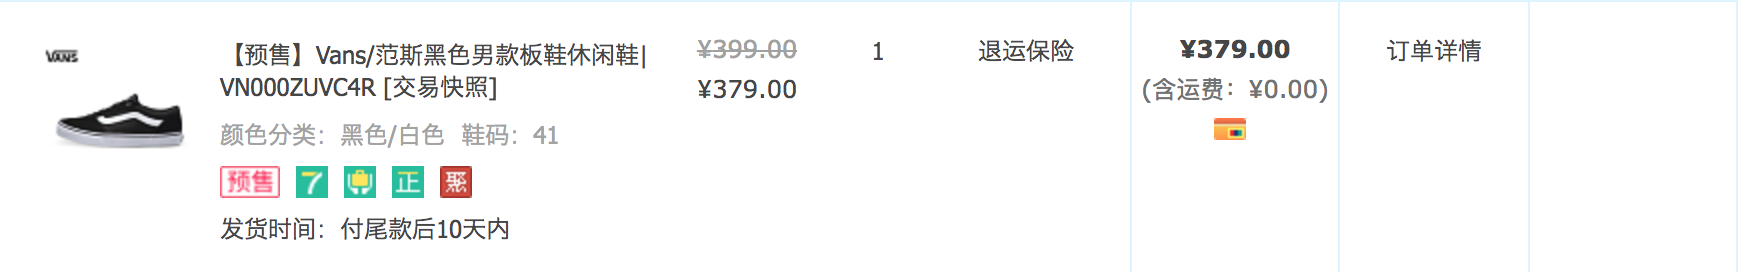 VANS
【预售】Vans/范斯黑色男款板鞋休闲鞋|
VN000ZUVC4R [交易快照]
颜色分类：黑色/白色 鞋码：41
预售 7 正 聚
发货时间：付尾款后10天内
¥399.00
¥379.00
1
退运保险
¥379.00
(含运费：¥0.00)
订单详情